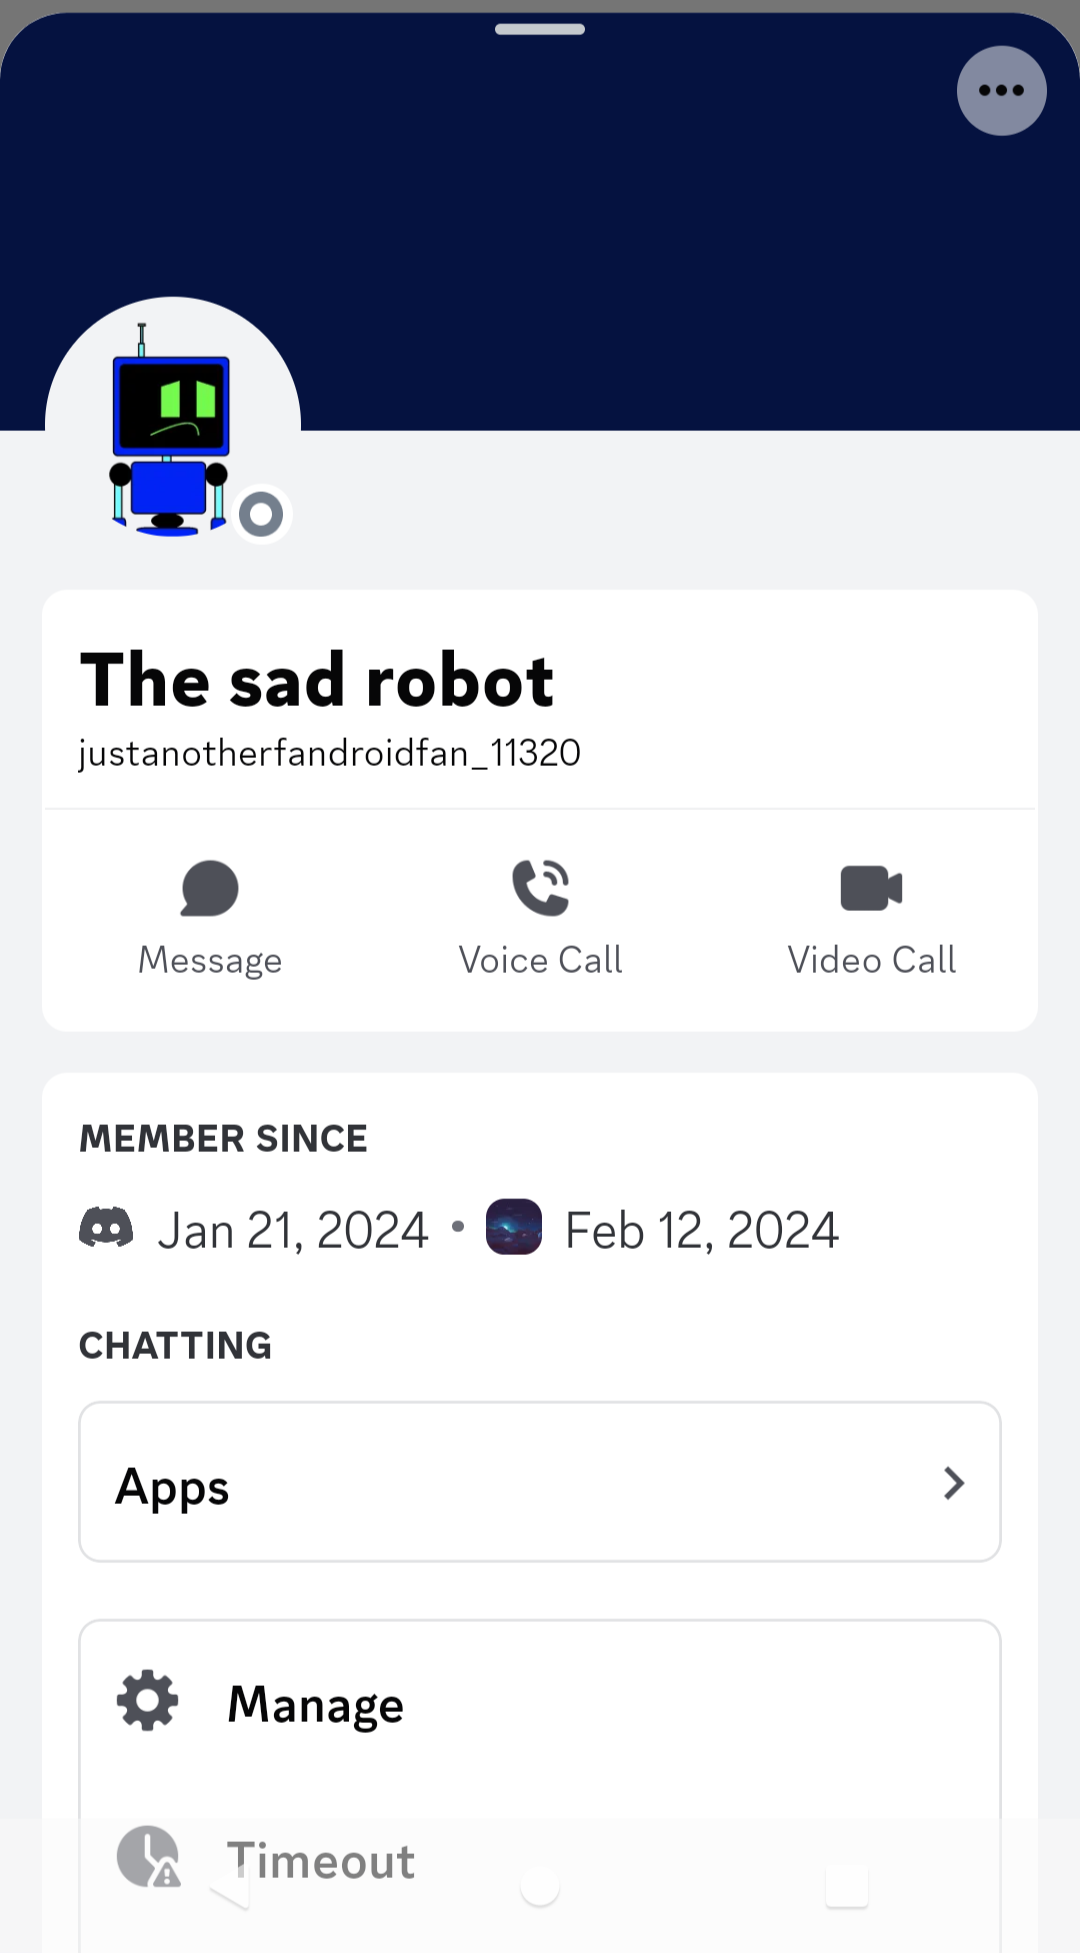 The sad robot
justanotherfandroidfan_11320
Message
Voice Call
Video Call
MEMBER SINCE
Jan 21, 2024 • Feb 12, 2024
CHATTING
Apps
Manage
Timeout